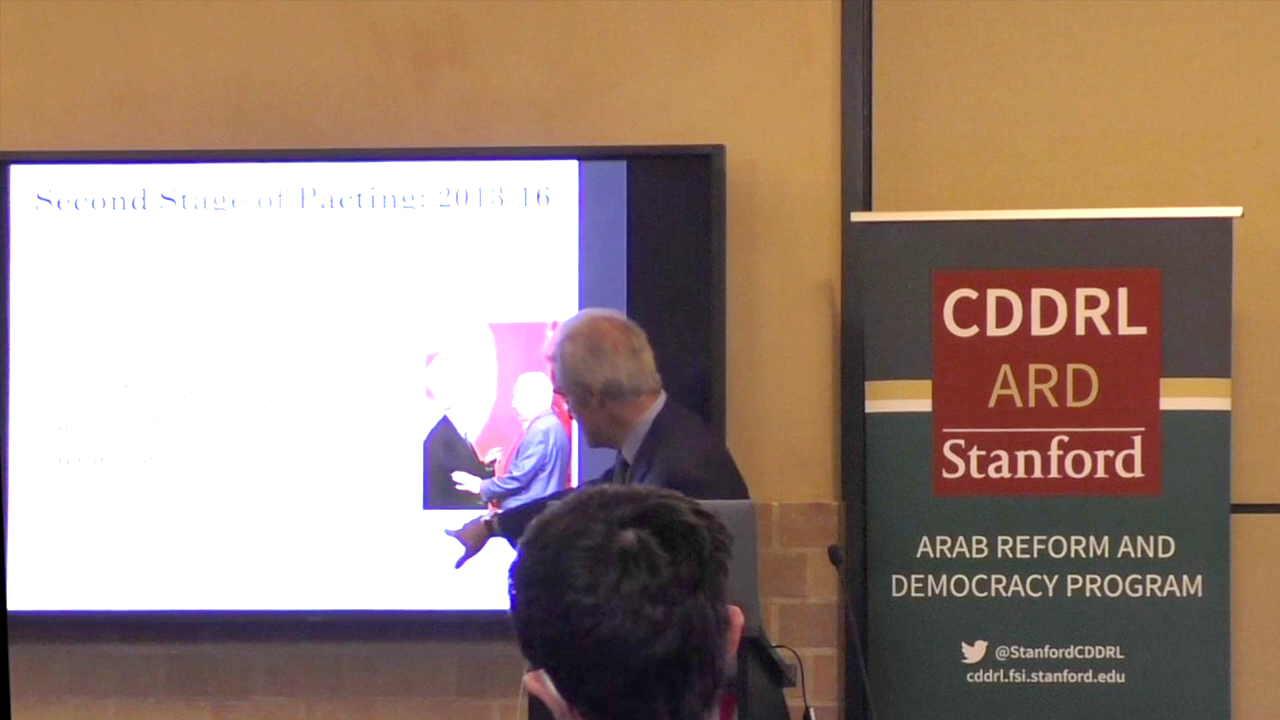 Second Stage of Pacting: 2013-16
CDDRL
ARD
Stanford
ARAB REFORM AND
DEMOCRACY PROGRAM
@StanfordCDDRL
cddrl.fsi.stanford.edu